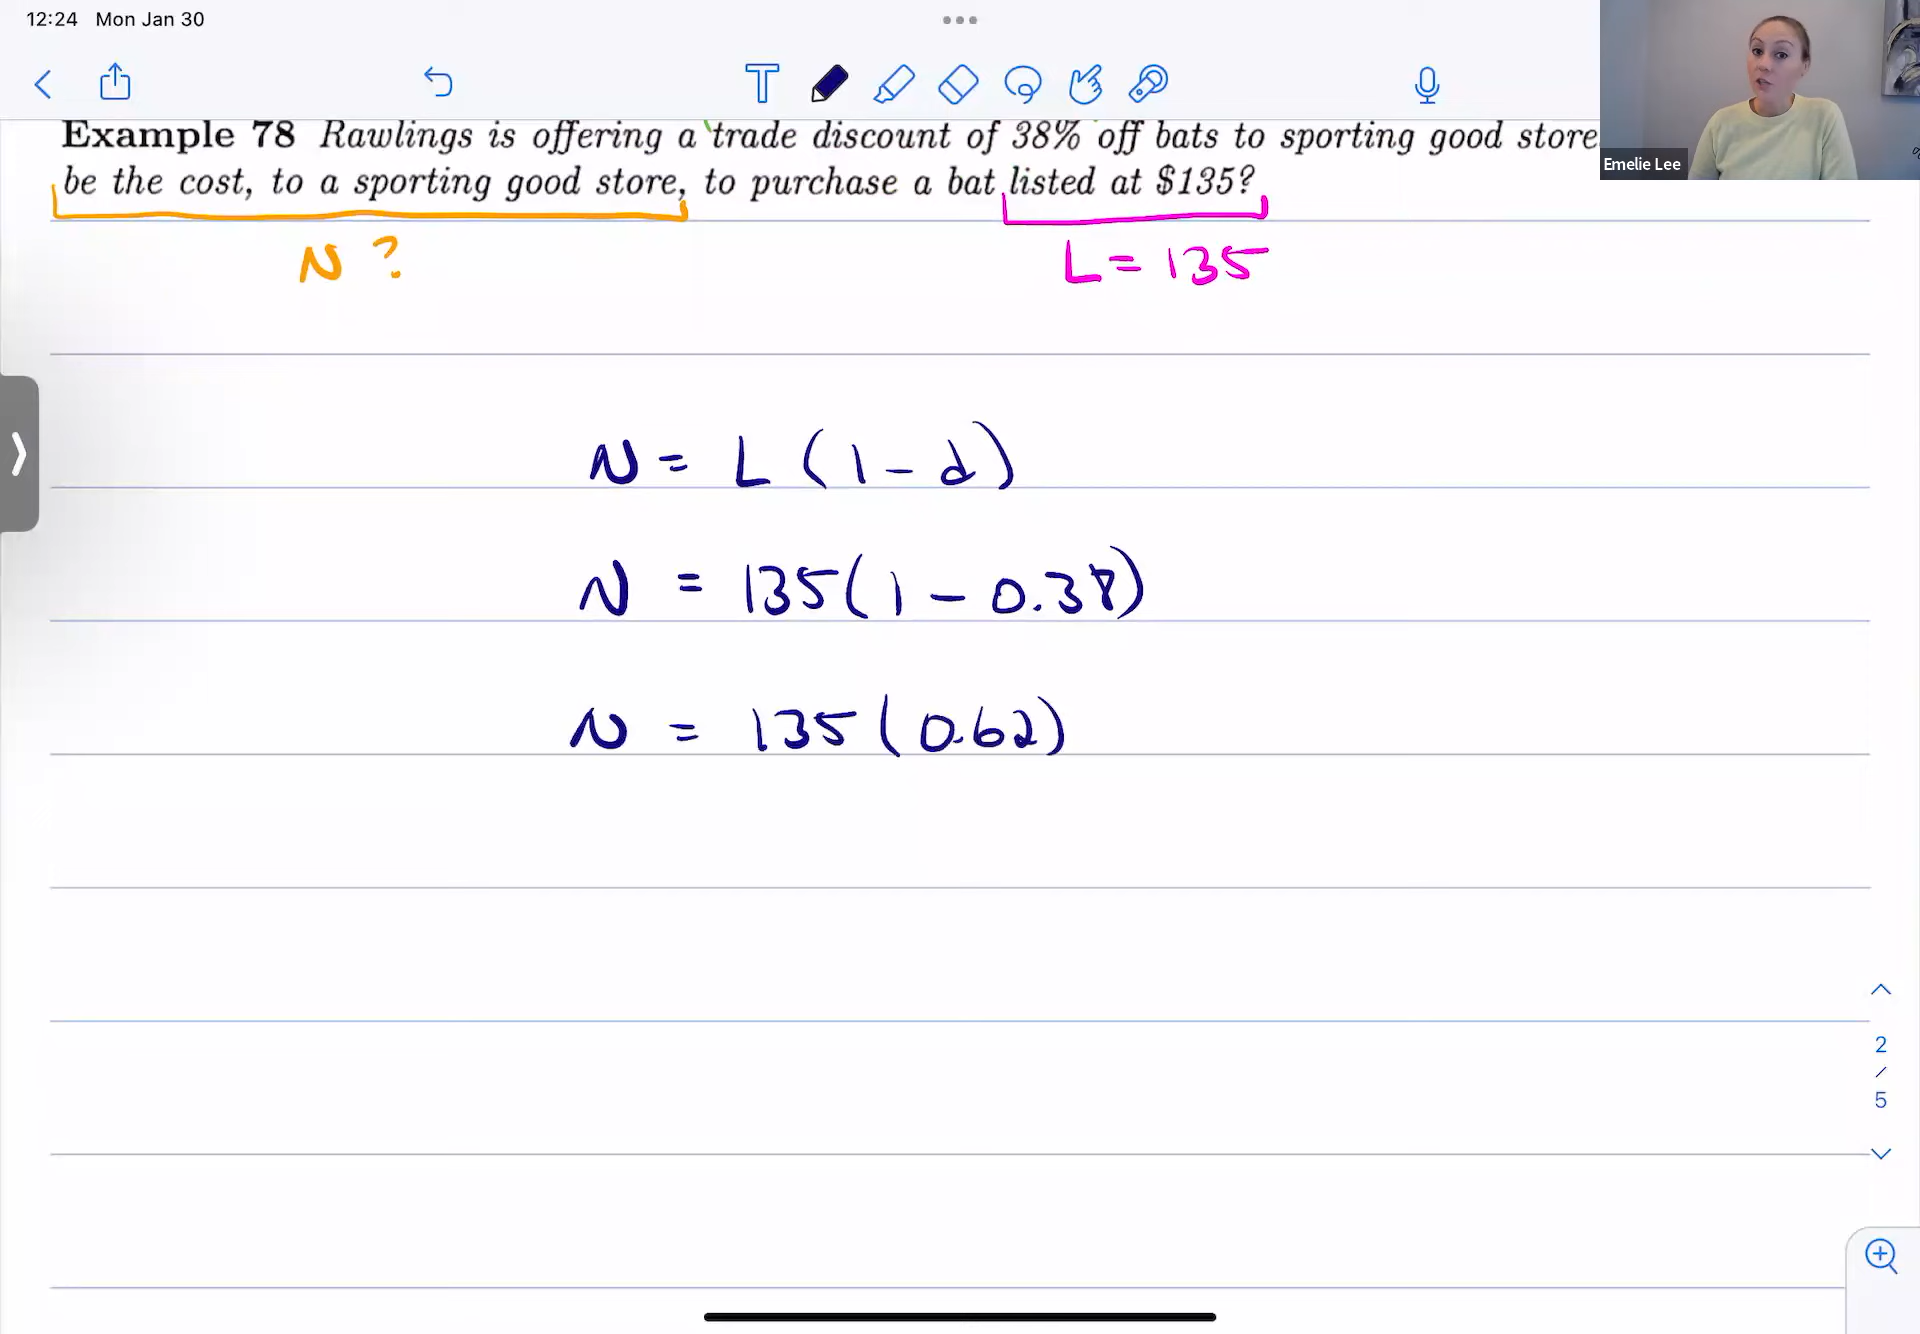 12:24 Mon Jan 30
Emelie Lee
Example 78 Rawlings is offering a trade discount of 38% off bats to sporting good store
be the cost, to a sporting good store, to purchase a bat listed at $135?
N ? L = 135
N = L (1 - d)
N = 135(1 - 0.38)
N = 135(0.62)
2
/
5